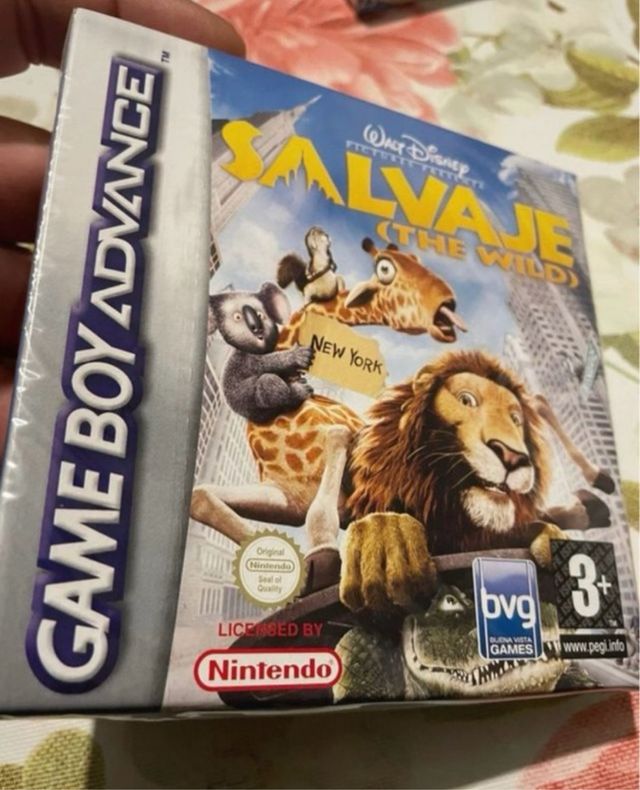 GAME BOY ADVANCE™
WALT DISNEY
PICTURES PRESENTS
SALVAJE
(THE WILD)
NEW YORK
Original
Nintendo
Seal of
Quality
LICENSED BY
Nintendo
bvg
BUENA VISTA
GAMES
3+
www.pegi.info